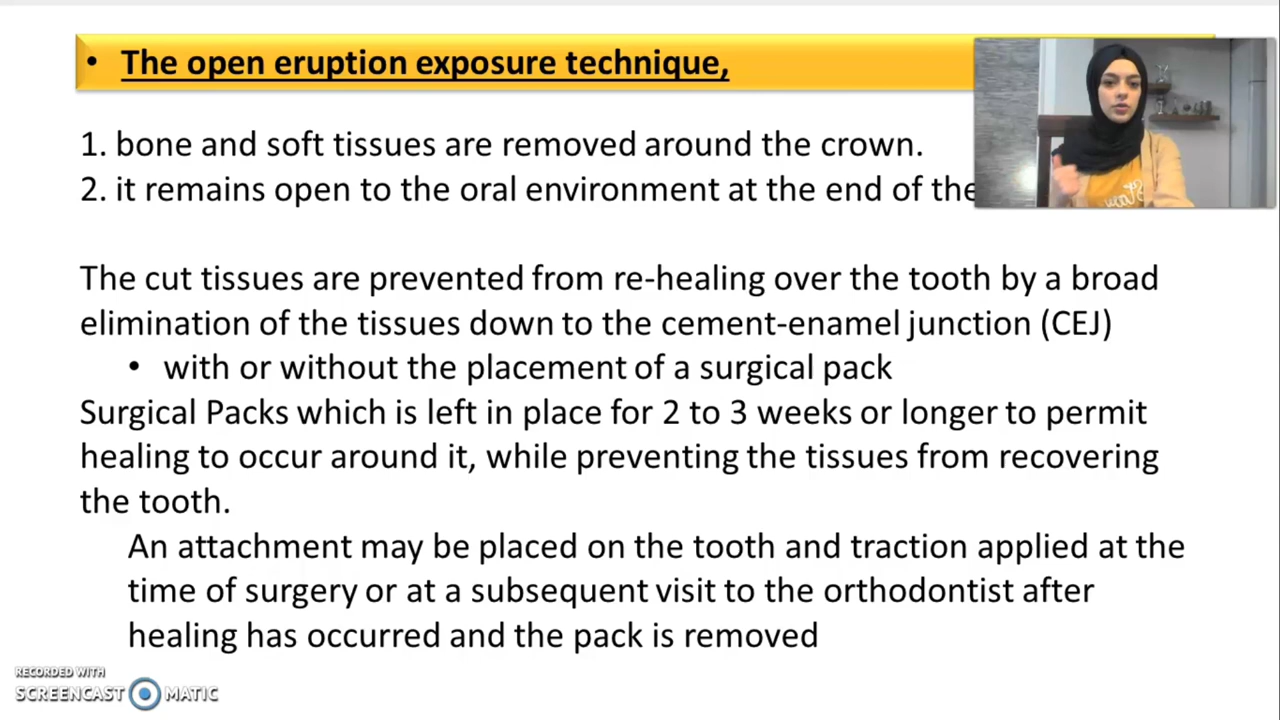 • The open eruption exposure technique,
1. bone and soft tissues are removed around the crown.
2. it remains open to the oral environment at the end of the
The cut tissues are prevented from re-healing over the tooth by a broad
elimination of the tissues down to the cement-enamel junction (CEJ)
• with or without the placement of a surgical pack
Surgical Packs which is left in place for 2 to 3 weeks or longer to permit
healing to occur around it, while preventing the tissues from recovering
the tooth.
An attachment may be placed on the tooth and traction applied at the
time of surgery or at a subsequent visit to the orthodontist after
healing has occurred and the pack is removed
RECORDED WITH
SCREENCAST MATIC